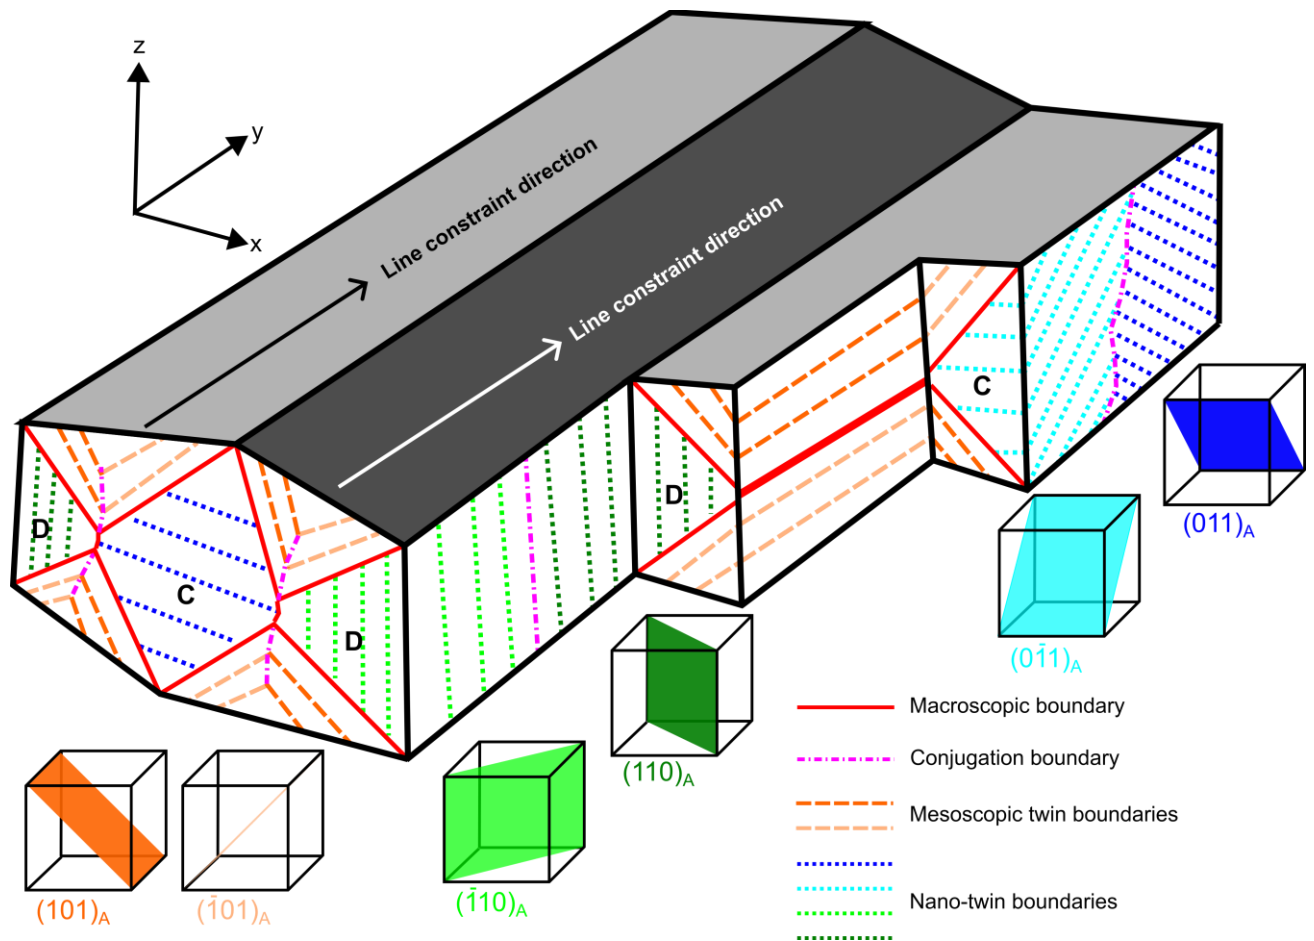 z
y
x
Line constraint direction
Line constraint direction
D
C
D
D
C
(011)A
(01̄1)A
(110)A
(1̄10)A
(101)A
(1̄01)A
Macroscopic boundary
Conjugation boundary
Mesoscopic twin boundaries
Nano-twin boundaries